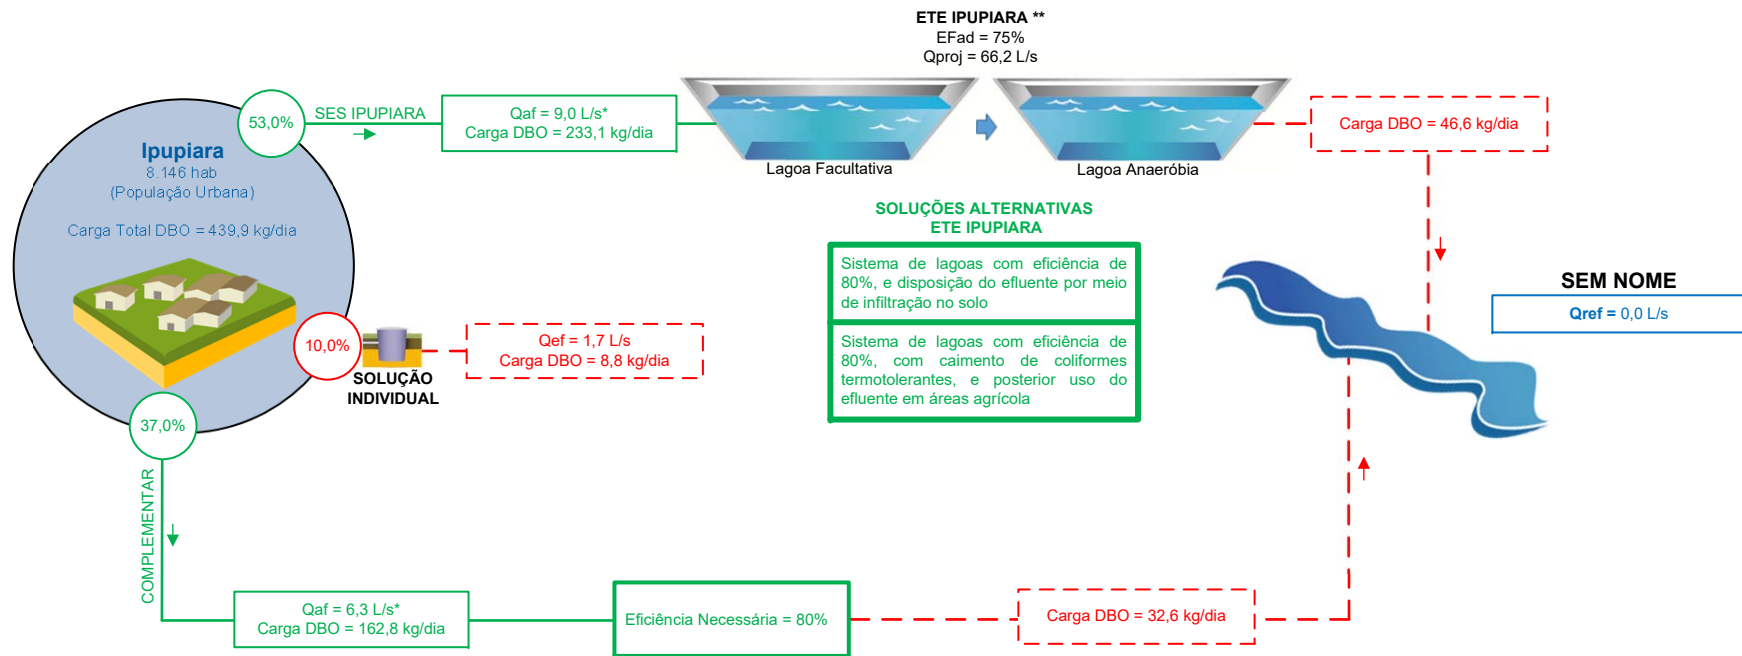 ETE IPUPIARA **
EFad = 75%
Qproj = 66,2 L/s
53,0%
SES IPUPIARA
Qaf = 9,0 L/s*
Carga DBO = 233,1 kg/dia
Lagoa Facultativa
Lagoa Anaeróbia
Carga DBO = 46,6 kg/dia
Ipupiara
8.146 hab
(População Urbana)
Carga Total DBO = 439,9 kg/dia
SOLUÇÕES ALTERNATIVAS
ETE IPUPIARA
Sistema de lagoas com eficiência de
80%, e disposição do efluente por meio
de infiltração no solo
Sistema de lagoas com eficiência de
80%, com caimento de coliformes
termotolerantes, e posterior uso do
efluente em áreas agrícola
SEM NOME
Qref = 0,0 L/s
10,0%
SOLUÇÃO
INDIVIDUAL
Qef = 1,7 L/s
Carga DBO = 8,8 kg/dia
37,0%
COMPLEMENTAR
Qaf = 6,3 L/s*
Carga DBO = 162,8 kg/dia
Eficiência Necessária = 80%
Carga DBO = 32,6 kg/dia